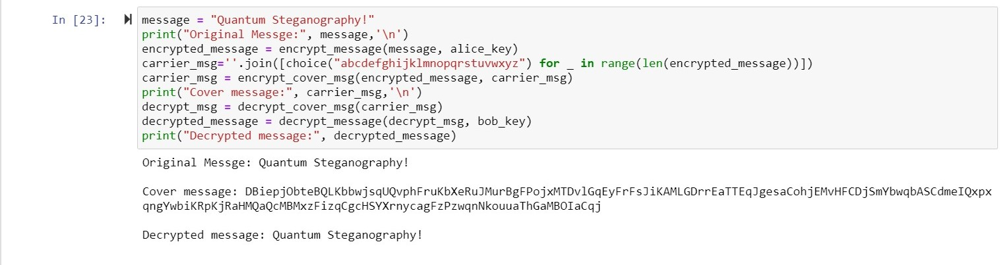 In [23]:
message = "Quantum Steganography!"
print("Original Messge:", message,'\n')
encrypted_message = encrypt_message(message, alice_key)
carrier_msg=''.join([choice("abcdefghijklmnopqrstuvwxyz") for _ in range(len(encrypted_message))])
carrier_msg = encrypt_cover_msg(encrypted_message, carrier_msg)
print("Cover message:", carrier_msg,'\n')
decrypt_msg = decrypt_cover_msg(carrier_msg)
decrypted_message = decrypt_message(decrypt_msg, bob_key)
print("Decrypted message:", decrypted_message)
Original Messge: Quantum Steganography!
Cover message: DBiepjObteBQLKbbwjsqUQvphFruKbXeRuJMurBgFPojxMTDvlGqEyFrFsJiKAMLGDrrEaTTEqJgesaCohjEMvHFCDjSmYbwqbASCdmeIQxpx
qngYwbiKRpKjRaHMQaQcMBMxzFizqCgcHSYXrnycagFzPzwqnNkouuaThGaMBOIaCqj
Decrypted message: Quantum Steganography!